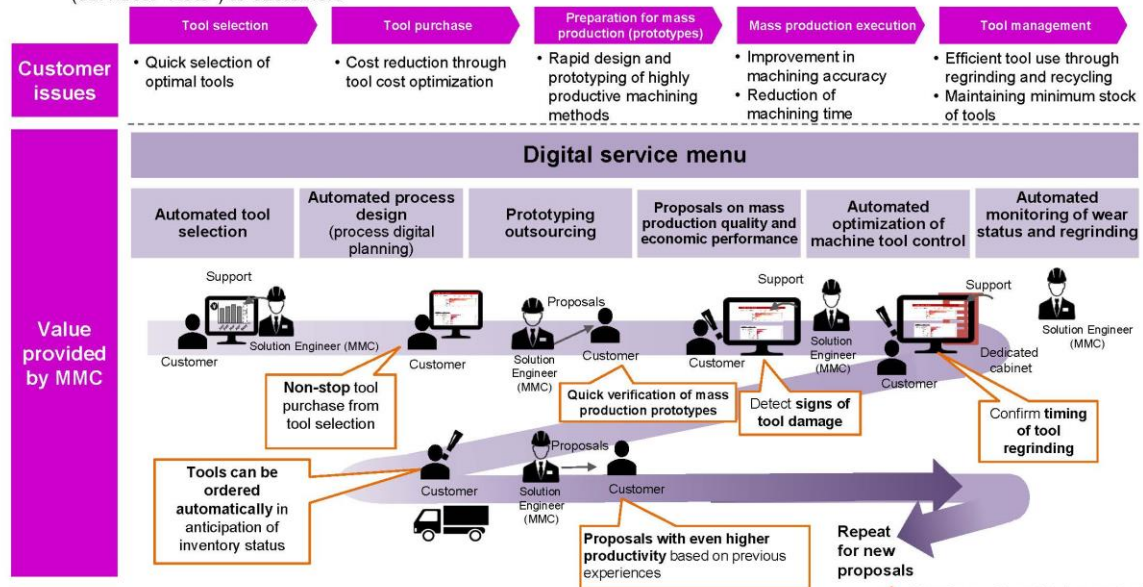 Tool selection
Tool purchase
Preparation for mass
production (prototypes)
Mass production execution
Tool management
Customer
issues
• Quick selection of
optimal tools
• Cost reduction through
tool cost optimization
• Rapid design and
prototyping of highly
productive machining
methods
• Improvement in
machining accuracy
• Reduction of
machining time
• Efficient tool use through
regrinding and recycling
• Maintaining minimum stock
of tools
Value
provided
by MMC
Digital service menu
Automated tool
selection
Automated process
design
(process digital
planning)
Prototyping
outsourcing
Proposals on mass
production quality and
economic performance
Automated
optimization of
machine tool control
Automated
monitoring of wear
status and regrinding
Support
Customer
Solution Engineer (MMC)
Customer
Proposals
Solution
Engineer
(MMC)
Customer
Support
Customer
Solution
Engineer
(MMC)
Support
Customer
Dedicated
cabinet
Solution Engineer
(MMC)
Non-stop tool
purchase from
tool selection
Quick verification of mass
production prototypes
Detect signs of
tool damage
Confirm timing
of tool
regrinding
Tools can be
ordered
automatically in
anticipation of
inventory status
Customer
Proposals
Solution
Engineer
(MMC)
Customer
Proposals with even higher
productivity based on previous
experiences
Repeat
for new
proposals